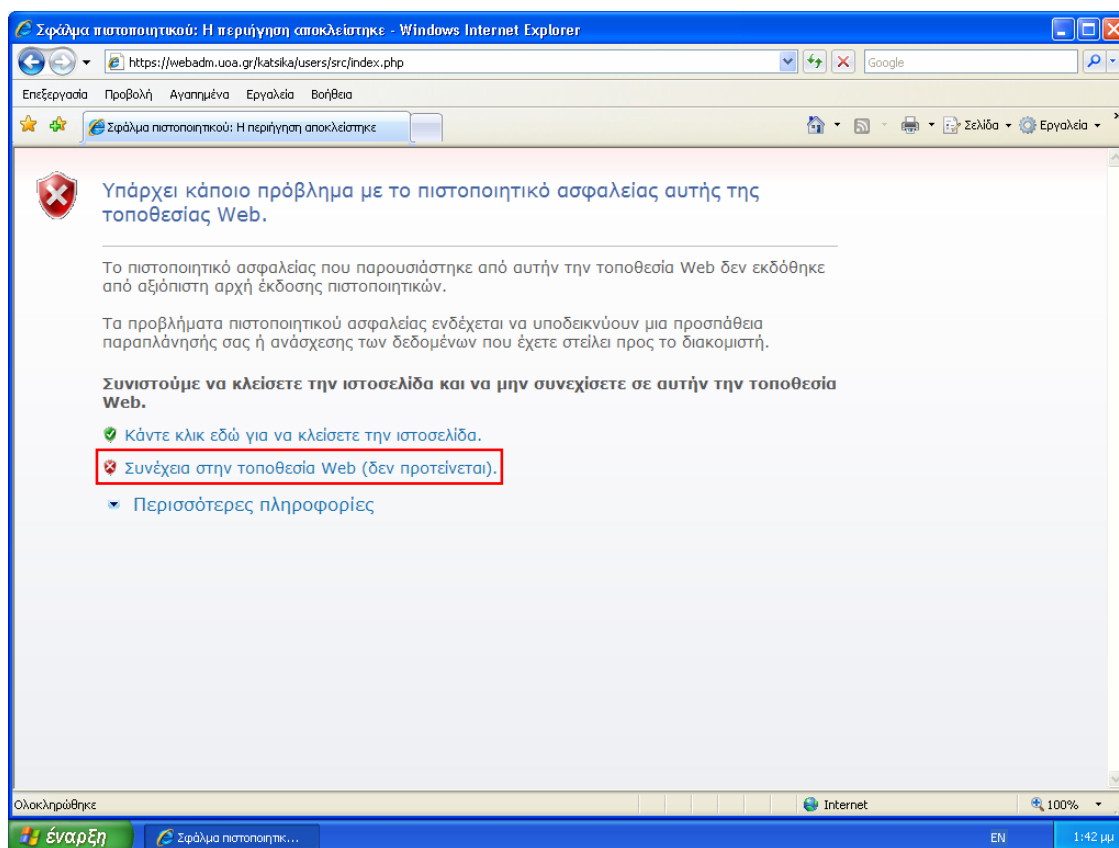 Σφάλμα πιστοποιητικού: Η περιήγηση αποκλείστηκε - Windows Internet Explorer
https://webadm.uoa.gr/katsika/users/src/index.php
Google
Επεξεργασία Προβολή Αγαπημένα Εργαλεία Βοήθεια
Σφάλμα πιστοποιητικού: Η περιήγηση αποκλείστηκε
Σελίδα
Εργαλεία
Υπάρχει κάποιο πρόβλημα με το πιστοποιητικό ασφαλείας αυτής της
τοποθεσίας Web.
Το πιστοποιητικό ασφαλείας που παρουσιάστηκε από αυτήν την τοποθεσία Web δεν εκδόθηκε
από αξιόπιστη αρχή έκδοσης πιστοποιητικών.
Τα προβλήματα πιστοποιητικού ασφαλείας ενδέχεται να υποδεικνύουν μια προσπάθεια
παραπλάνησής σας ή ανάσχεσης των δεδομένων που έχετε στείλει προς το διακομιστή.
Συνιστούμε να κλείσετε την ιστοσελίδα και να μην συνεχίσετε σε αυτήν την τοποθεσία
Web.
Κάντε κλικ εδώ για να κλείσετε την ιστοσελίδα.
Συνέχεια στην τοποθεσία Web (δεν προτείνεται).
Περισσότερες πληροφορίες
Ολοκληρώθηκε
Internet
100%
έναρξη
Σφάλμα πιστοποιητικ...
EN
1:42 μμ